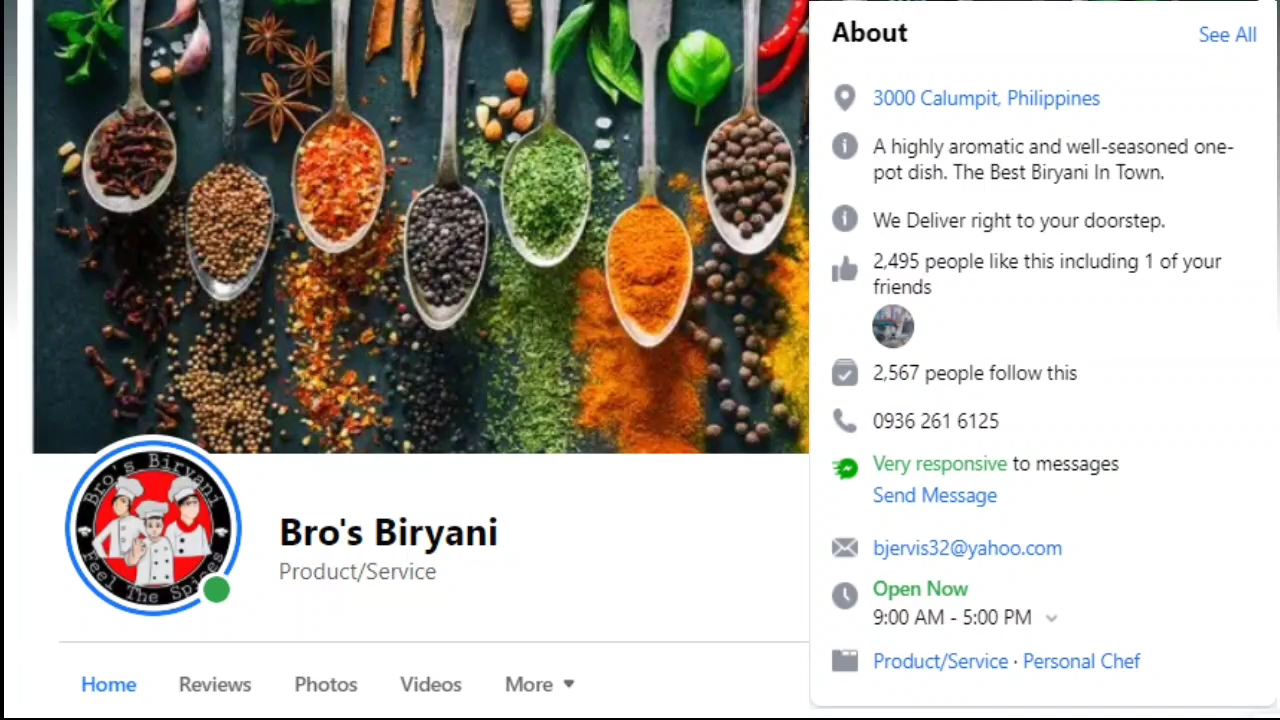 About
See All
3000 Calumpit, Philippines
A highly aromatic and well-seasoned one-
pot dish. The Best Biryani In Town.
We Deliver right to your doorstep.
2,495 people like this including 1 of your
friends
2,567 people follow this
0936 261 6125
Very responsive to messages
Send Message
bjervis32@yahoo.com
Open Now
9:00 AM - 5:00 PM
Product/Service · Personal Chef
Bro's Biryani
Feel The Spices
Bro's Biryani
Product/Service
Home Reviews Photos Videos More